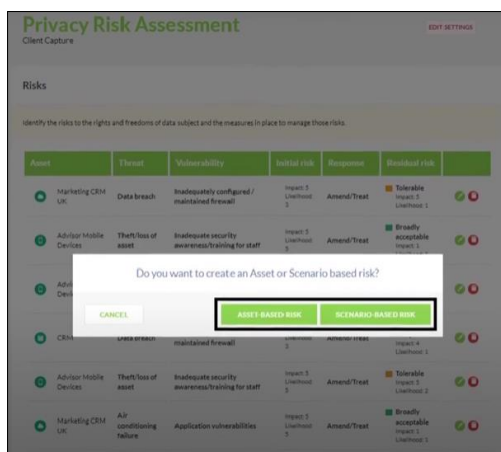 Privacy Risk Assessment
Client Capture
EDIT SETTINGS
Risks
Identify the risks to the rights and freedoms of data subject and the measures in place to manage those risks.
Asset Threat Vulnerability Initial risk Response Residual risk
Marketing CRM UK Data breach Inadequately configured / maintained firewall Impact: 5 Likelihood: Amend/Treat Tolerable Impact: 3 Likelihood: 1
Advisor Mobile Devices Theft/loss of asset Inadequate security awareness/training for staff Impact: 5 Likelihood: Amend/Treat Broadly acceptable Impact: 1
Do you want to create an Asset or Scenario based risk?
CANCEL ASSET-BASED RISK SCENARIO-BASED RISK
CRM Data breach maintained firewall Likelihood: Amend/Treat Impact: 4 Likelihood: 1
Advisor Mobile Devices Theft/loss of asset Inadequate security awareness/training for staff Impact: 5 Likelihood: Amend/Treat Tolerable Impact: 3 Likelihood: 2
Marketing CRM UK Air conditioning failure Application vulnerabilities Impact: 5 Likelihood: Amend/Treat Broadly acceptable Impact: 1 Likelihood: 1